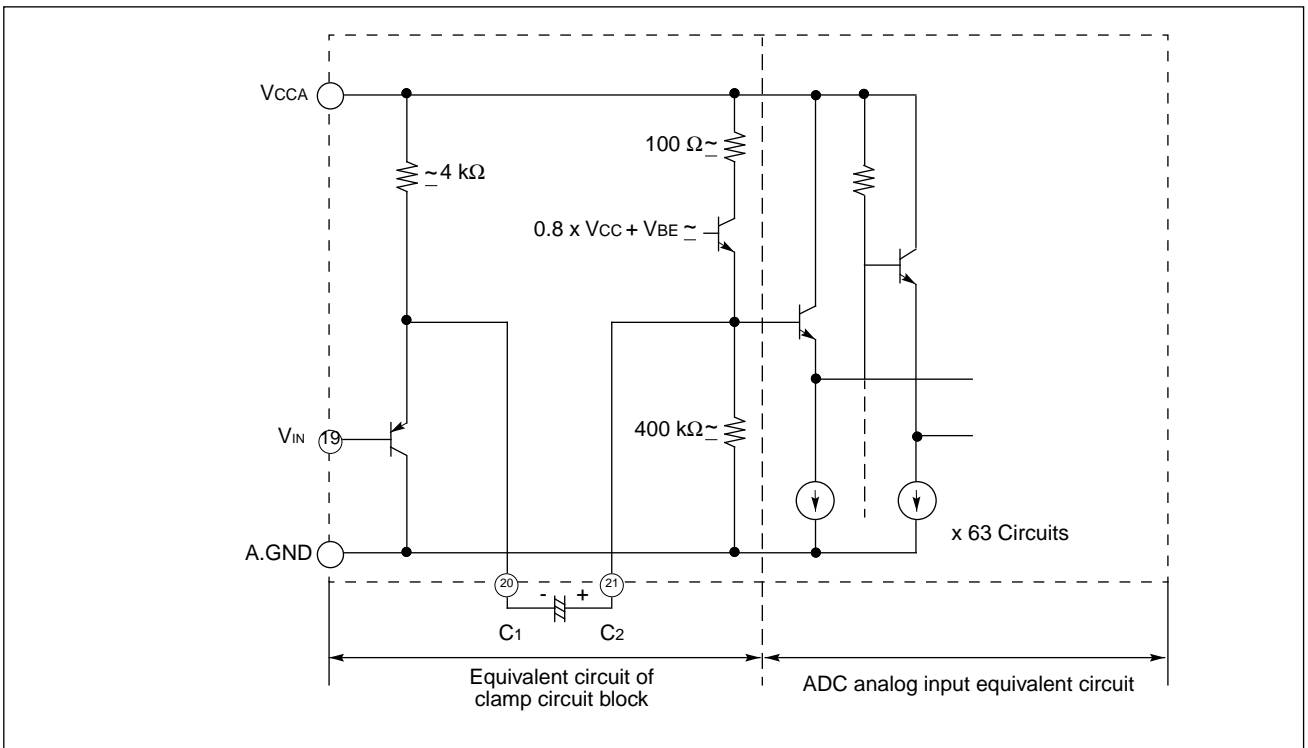 VCCA
100 Ω ≃
≃4 kΩ
0.8 x VCC + VBE ≃
VIN 19
400 kΩ ≃
x 63 Circuits
A.GND
20 - + 21
C1 C2
Equivalent circuit of
clamp circuit block
ADC analog input equivalent circuit